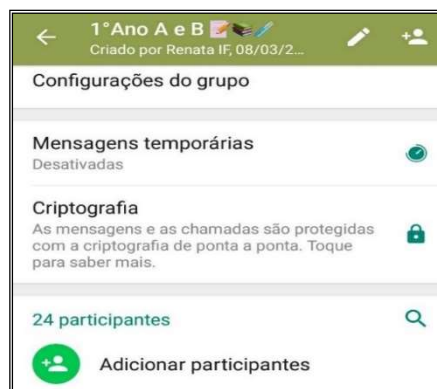 1°Ano A e B
Criado por Renata IF, 08/03/2...
Configurações do grupo
Mensagens temporárias
Desativadas
Criptografia
As mensagens e as chamadas são protegidas
com a criptografia de ponta a ponta. Toque
para saber mais.
24 participantes
Adicionar participantes